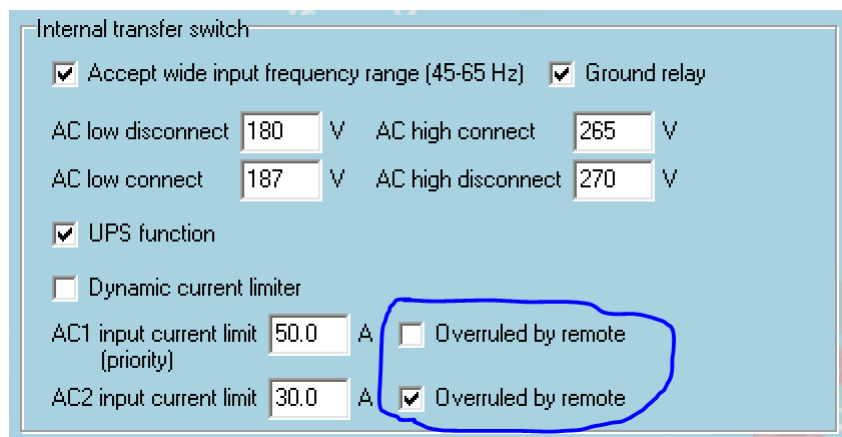 Internal transfer switch
Accept wide input frequency range (45-65 Hz) Ground relay
AC low disconnect 180 V AC high connect 265 V
AC low connect 187 V AC high disconnect 270 V
UPS function
Dynamic current limiter
AC1 input current limit 50.0 A Overruled by remote
(priority)
AC2 input current limit 30.0 A Overruled by remote